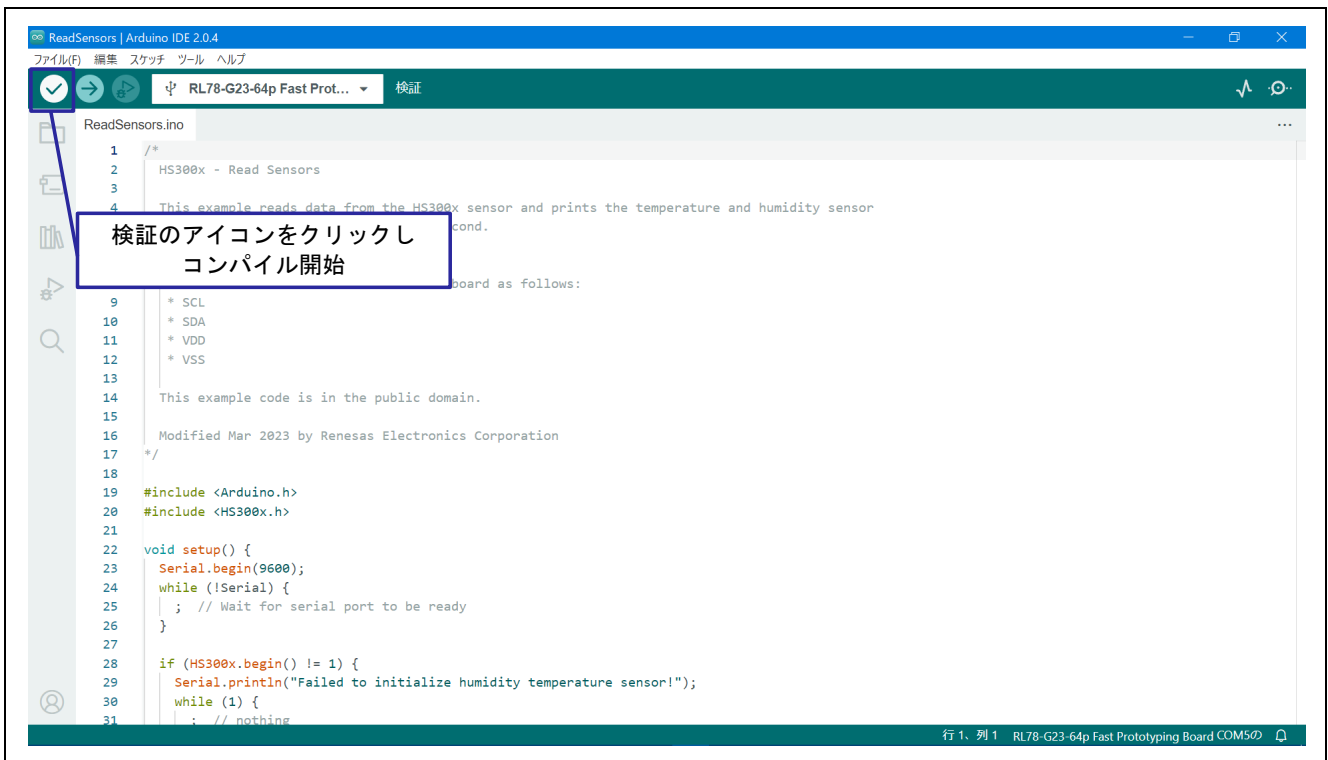 ReadSensors | Arduino IDE 2.0.4
ファイル(F) 編集 スケッチ ツール ヘルプ
RL78-G23-64p Fast Prot... 検証
ReadSensors.ino
1 /*
2 HS300x - Read Sensors
3
4 This example reads data from the HS300x sensor and prints the temperature and humidity sensor
cond.
検証のアイコンをクリックし
コンパイル開始
board as follows:
9 * SCL
10 * SDA
11 * VDD
12 * VSS
13
14 This example code is in the public domain.
15
16 Modified Mar 2023 by Renesas Electronics Corporation
17 */
18
19 #include <Arduino.h>
20 #include <HS300x.h>
21
22 void setup() {
23 Serial.begin(9600);
24 while (!Serial) {
25 ; // Wait for serial port to be ready
26 }
27
28 if (HS300x.begin() != 1) {
29 Serial.println("Failed to initialize humidity temperature sensor!");
30 while (1) {
31 ; // nothing
行 1、列 1 RL78-G23-64p Fast Prototyping Board COM5の